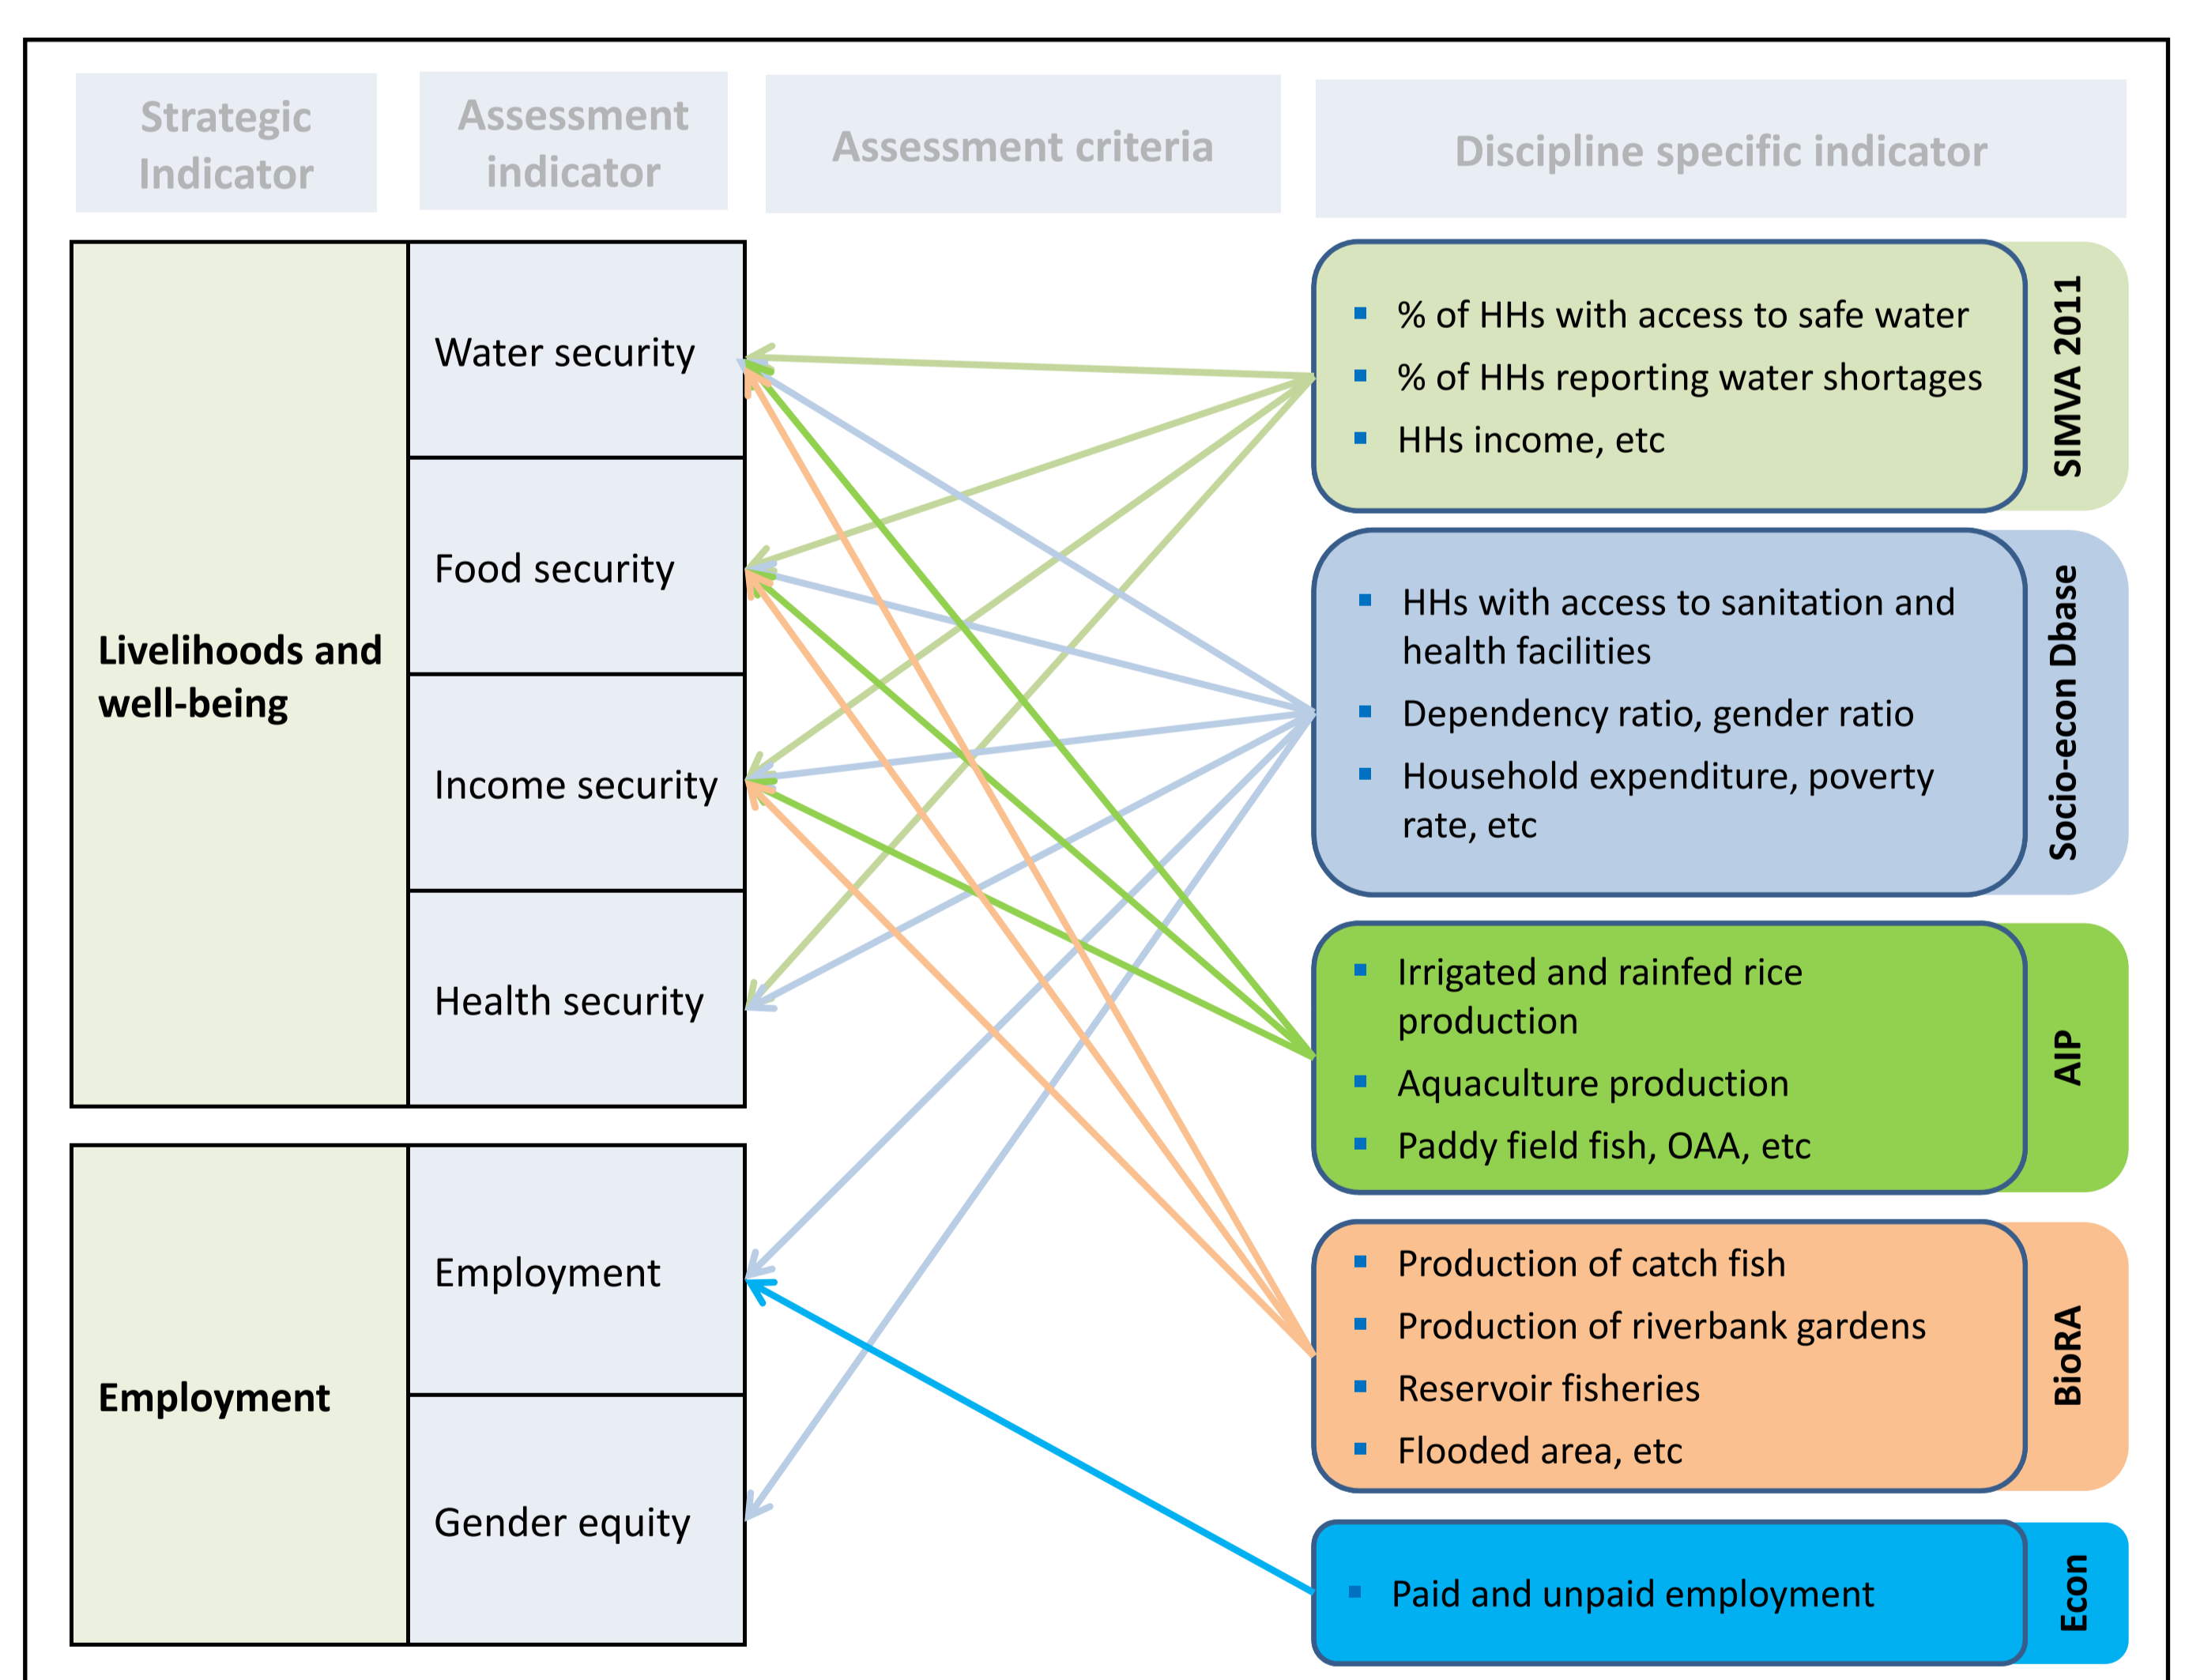 Strategic
Indicator
Assessment
indicator
Assessment criteria
Discipline specific indicator
Livelihoods and
well-being
Water security
Food security
Income security
Health security
Employment
Employment
Gender equity
% of HHs with access to safe water
% of HHs reporting water shortages
HHs income, etc
SIMVA 2011
HHs with access to sanitation and
health facilities
Dependency ratio, gender ratio
Household expenditure, poverty
rate, etc
Socio-econ Dbase
Irrigated and rainfed rice
production
Aquaculture production
Paddy field fish, OAA, etc
AIP
Production of catch fish
Production of riverbank gardens
Reservoir fisheries
Flooded area, etc
BioRA
Paid and unpaid employment
Econ